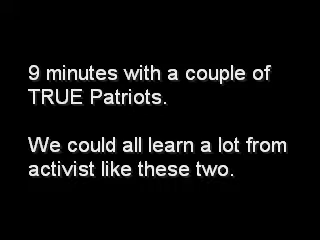 9 minutes with a couple of
TRUE Patriots.
We could all learn a lot from
activist like these two.